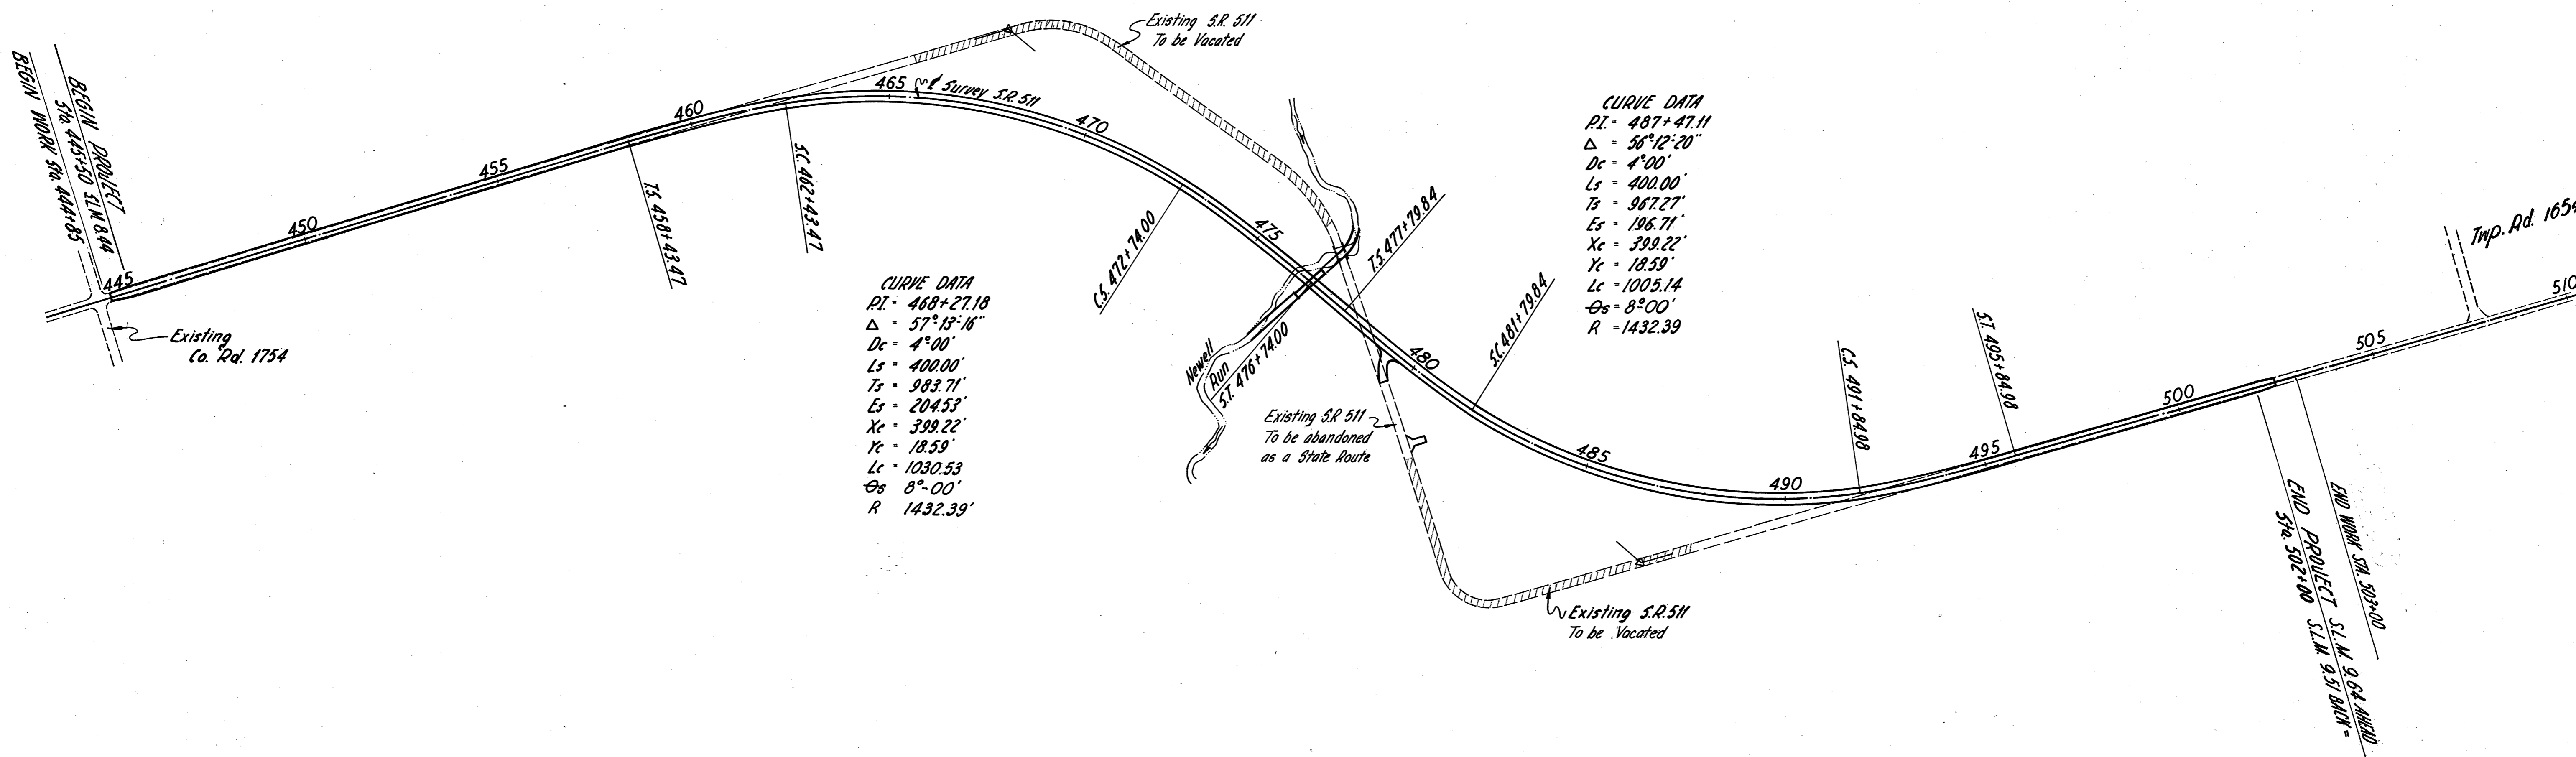 BEGIN WORK Sta. 444+85
BEGIN PROJECT
Sta. 445+50 S.L.M. 8.44
445
Existing
Co. Rd. 1754
450
455
460
T.S. 458+43.47
S.C. 462+43.47
465
℄ Survey S.R. 511
470
Existing S.R. 511
To be Vacated
C.S. 472+74.00
475
CURVE DATA
P.I. = 468+27.18
Δ = 57°-13'-16"
Dc = 4°00'
Ls = 400.00'
Ts = 983.71'
Es = 204.53'
Xc = 399.22'
Yc = 18.59'
Lc = 1030.53
Θs 8°-00'
R 1432.39'
Newell
Run
S.T. 476+74.00
T.S. 477+79.84
Existing S.R. 511
To be abandoned
as a State Route
480
S.C. 481+79.84
CURVE DATA
P.I. = 487+47.11
Δ = 56°-12'-20"
Dc = 4°00'
Ls = 400.00'
Ts = 967.27'
Es = 196.71'
Xc = 399.22'
Yc = 18.59'
Lc = 1005.14
Θs = 8°-00'
R = 1432.39
485
490
Existing S.R. 511
To be Vacated
C.S. 491+84.98
495
S.T. 495+84.98
500
505
Twp. Rd. 1654
510
END WORK STA. 503+00
END PROJECT S.L.M. 9.64 AHEAD
Sta. 502+00 S.L.M. 9.51 BACK =